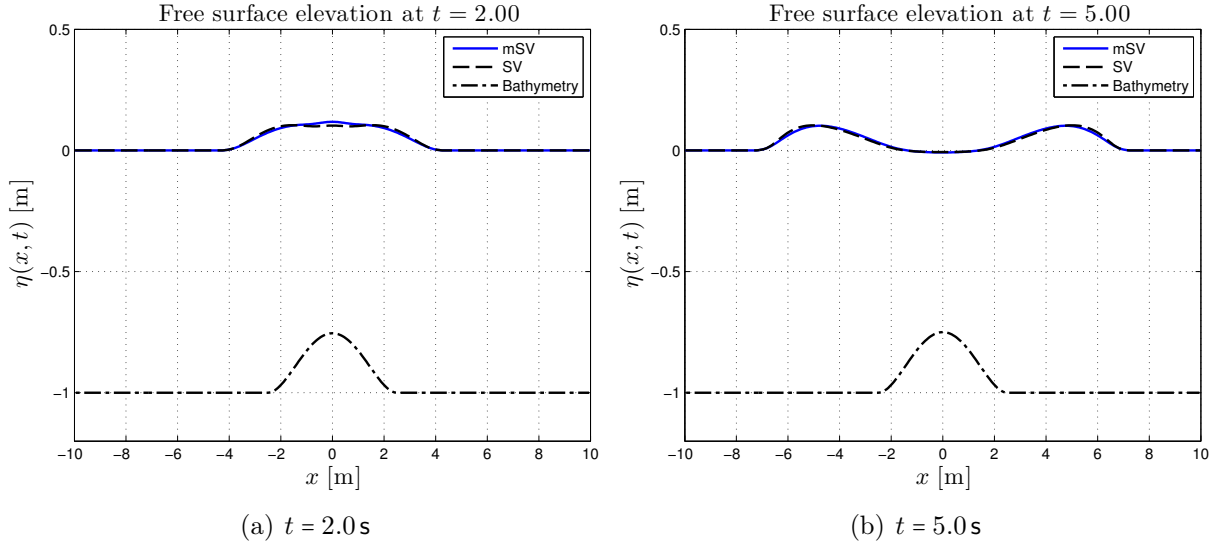 Free surface elevation at t = 2.00
0.5
0
−0.5
−1
η(x, t) [m]
mSV
SV
Bathymetry
−10 −8 −6 −4 −2 0 2 4 6 8 10
x [m]
(a) t = 2.0 s
Free surface elevation at t = 5.00
0.5
0
−0.5
−1
η(x, t) [m]
mSV
SV
Bathymetry
−10 −8 −6 −4 −2 0 2 4 6 8 10
x [m]
(b) t = 5.0 s